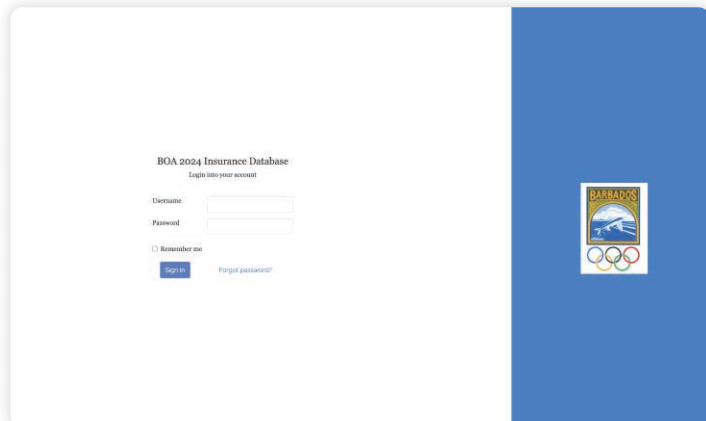 BOA 2024 Insurance Database
Login into your account
Username
Password
Remember me
Sign in
Forgot password?
BARBADOS